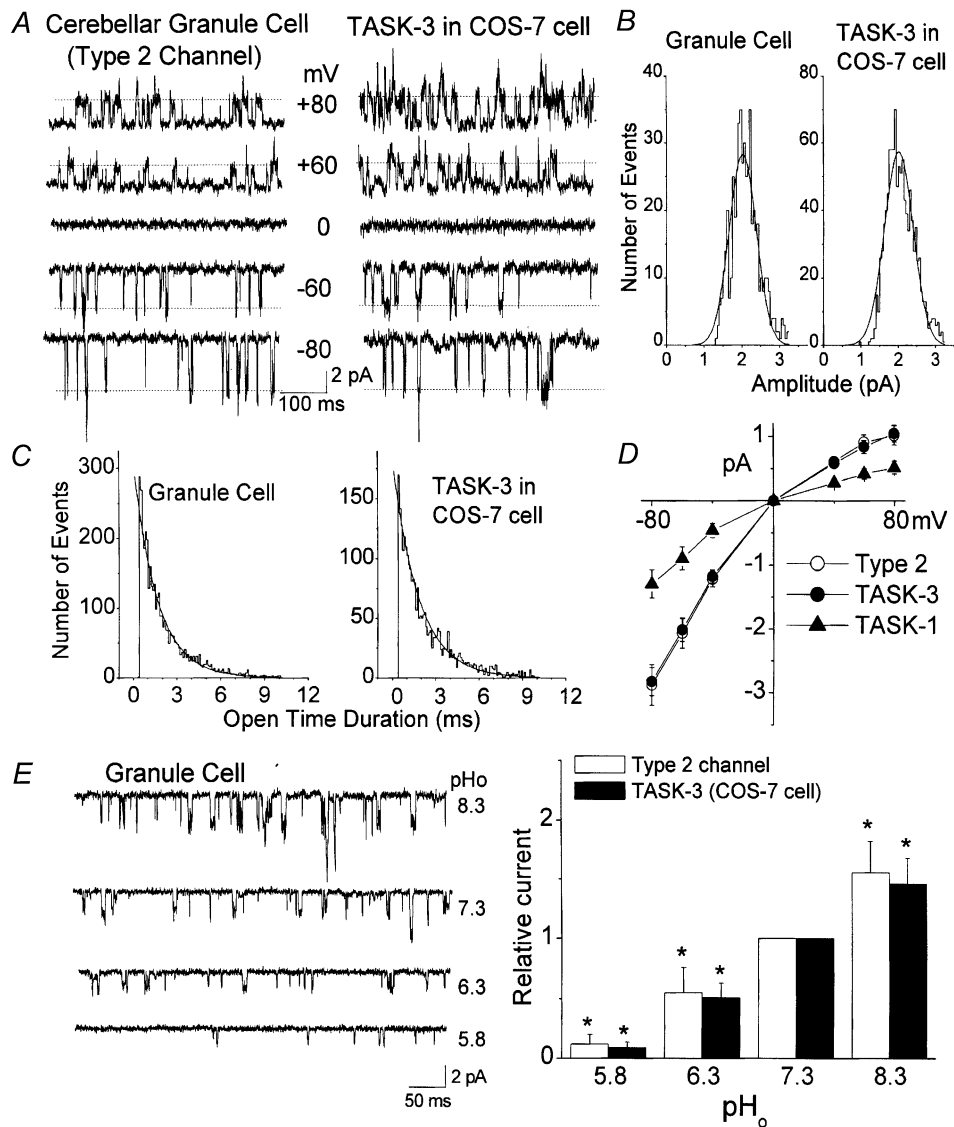 A
Cerebellar Granule Cell
(Type 2 Channel)
TASK-3 in COS-7 cell
mV
+80
+60
0
-60
-80
2 pA
100 ms
B
Granule Cell
TASK-3 in
COS-7 cell
Number of Events
40
30
20
10
0
80
60
40
20
0
0 1 2 3
0 1 2 3
Amplitude (pA)
C
Granule Cell
TASK-3 in
COS-7 cell
Number of Events
300
200
100
0
150
100
50
0
0 3 6 9 12
0 3 6 9 12
Open Time Duration (ms)
D
pA
1
-80
80 mV
-1
-2
-3
Type 2
TASK-3
TASK-1
E
Granule Cell
pHo
8.3
7.3
6.3
5.8
2 pA
50 ms
Type 2 channel
TASK-3 (COS-7 cell)
Relative current
2
1
0
* * * * * *
5.8 6.3 7.3 8.3
pHo